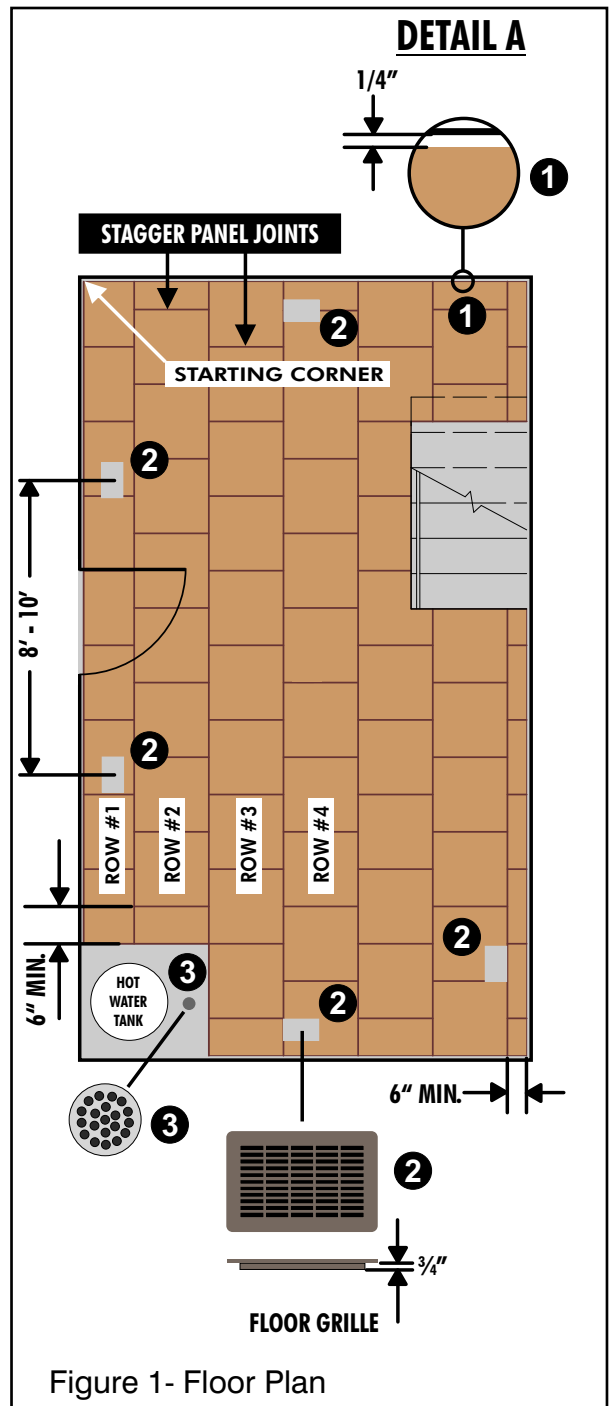 DETAIL A
1/4"
1
STAGGER PANEL JOINTS
2
1
STARTING CORNER
2
8' - 10'
2
ROW #1
ROW #2
ROW #3
ROW #4
6" MIN.
HOT
WATER
TANK
3
2
2
6" MIN.
3
2
¾"
FLOOR GRILLE
Figure 1- Floor Plan